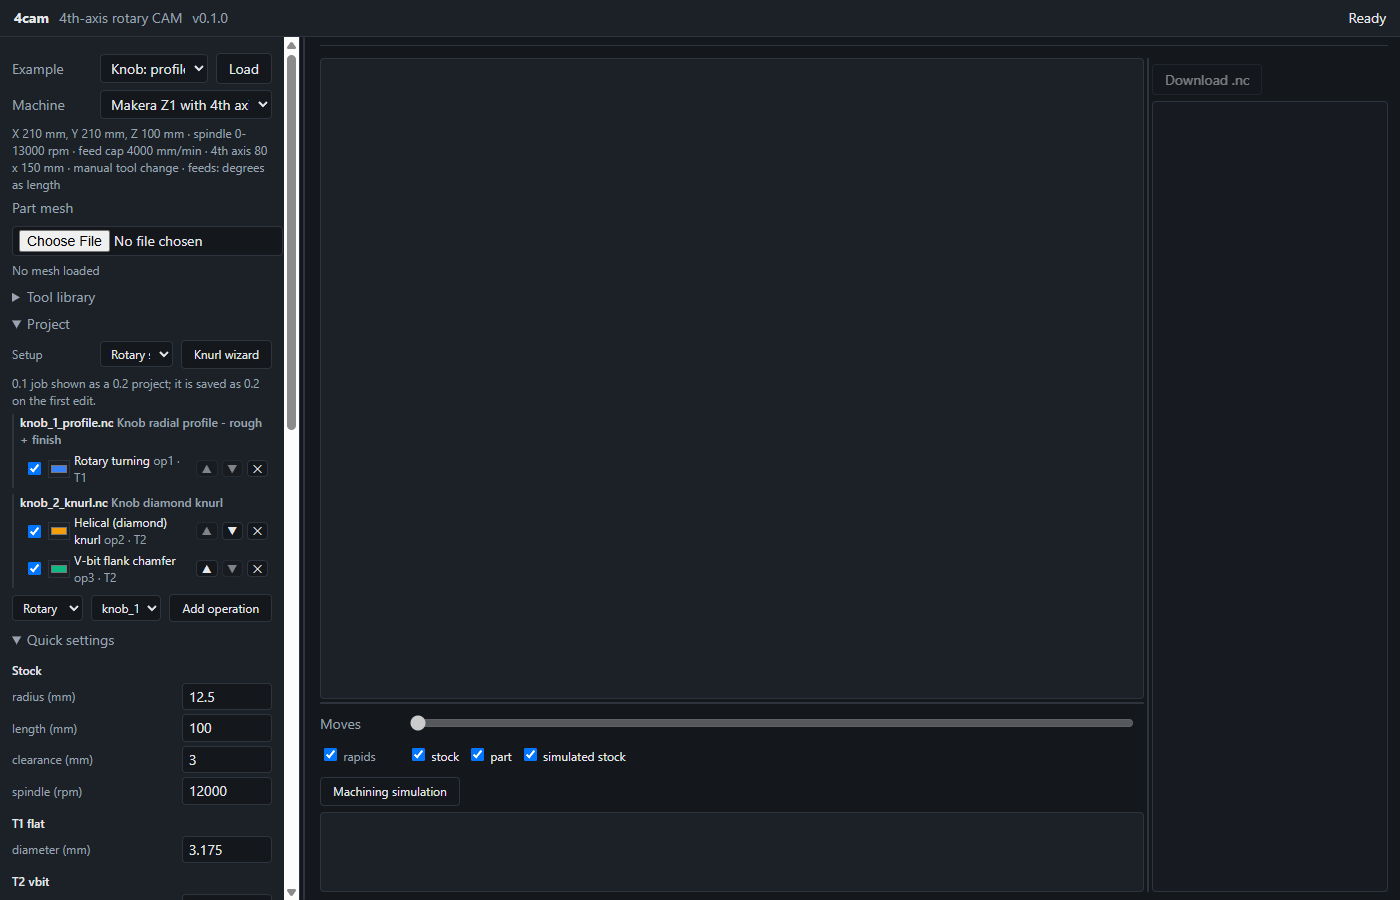 4cam 4th-axis rotary CAM v0.1.0
Ready
Example Knob: profile Load
Machine Makera Z1 with 4th ax
X 210 mm, Y 210 mm, Z 100 mm · spindle 0-
13000 rpm · feed cap 4000 mm/min · 4th axis 80
x 150 mm · manual tool change · feeds: degrees
as length
Part mesh
Choose File No file chosen
No mesh loaded
Tool library
Project
Setup Rotary Knurl wizard
0.1 job shown as a 0.2 project; it is saved as 0.2
on the first edit.
knob_1_profile.nc Knob radial profile - rough
+ finish
Rotary turning op1 ·
T1
knob_2_knurl.nc Knob diamond knurl
Helical (diamond)
knurl op2 · T2
V-bit flank chamfer
op3 · T2
Rotary knob_1 Add operation
Quick settings
Stock
radius (mm) 12.5
length (mm) 100
clearance (mm) 3
spindle (rpm) 12000
T1 flat
diameter (mm) 3.175
T2 vbit
Moves
rapids stock part simulated stock
Machining simulation
Download .nc